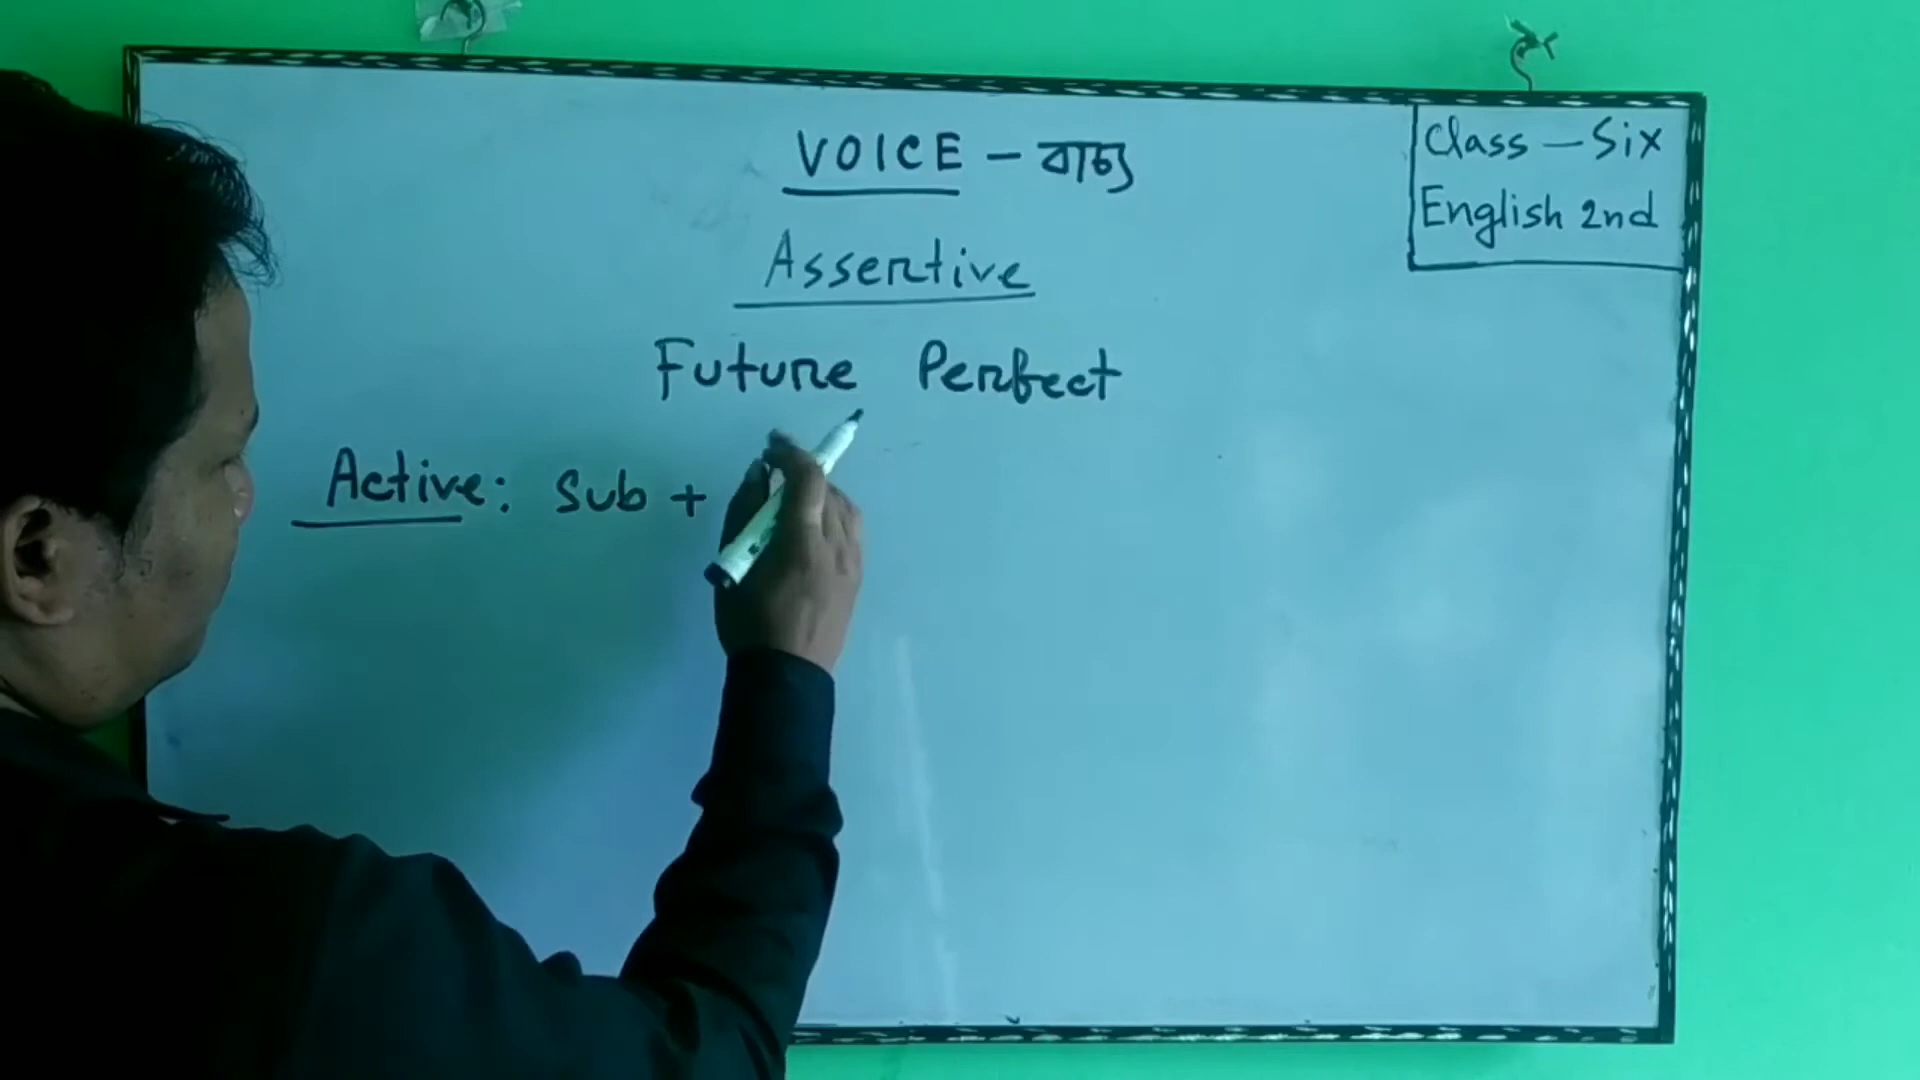 VOICE - বাচ্য
Class - Six
English 2nd
Assertive
Future Perfect
Active: Sub +